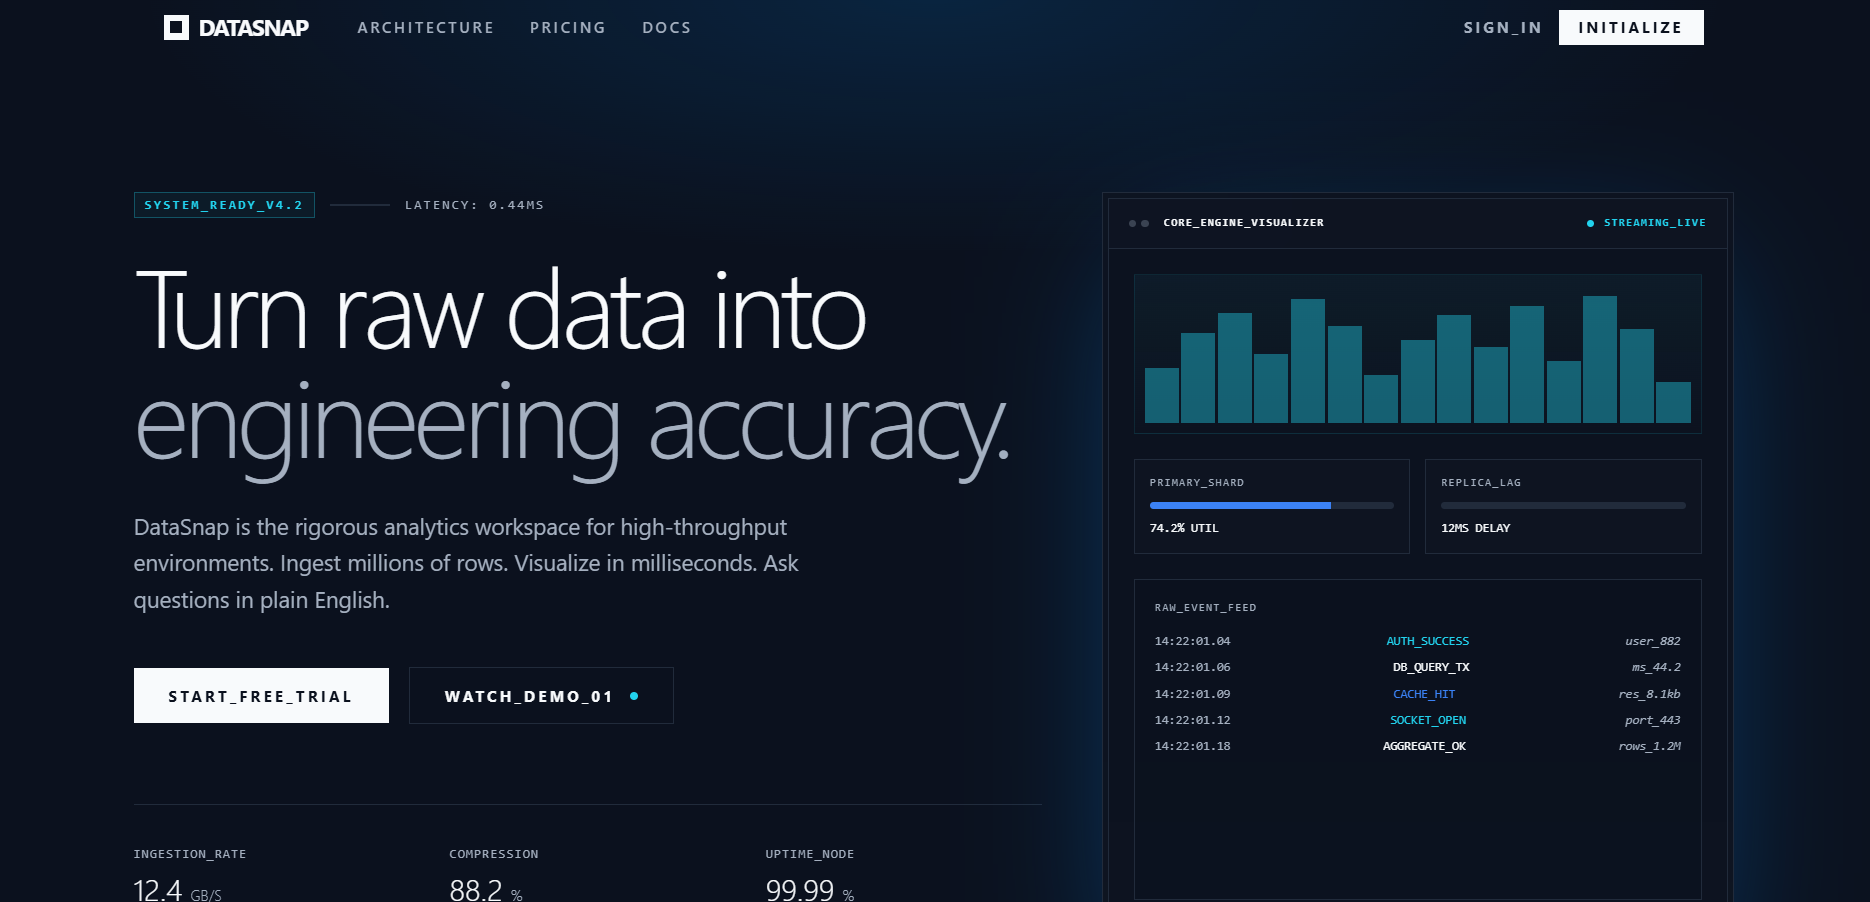 DATASNAP
ARCHITECTURE PRICING DOCS
SIGN_IN INITIALIZE
SYSTEM_READY_V4.2 LATENCY: 0.44MS
Turn raw data into
engineering accuracy.
DataSnap is the rigorous analytics workspace for high-throughput
environments. Ingest millions of rows. Visualize in milliseconds. Ask
questions in plain English.
START_FREE_TRIAL WATCH_DEMO_01
INGESTION_RATE COMPRESSION UPTIME_NODE
12.4 GB/S 88.2 % 99.99 %
CORE_ENGINE_VISUALIZER STREAMING_LIVE
PRIMARY_SHARD
74.2% UTIL
REPLICA_LAG
12MS DELAY
RAW_EVENT_FEED
14:22:01.04 AUTH_SUCCESS user_882
14:22:01.06 DB_QUERY_TX ms_44.2
14:22:01.09 CACHE_HIT res_8.1kb
14:22:01.12 SOCKET_OPEN port_443
14:22:01.18 AGGREGATE_OK rows_1.2M